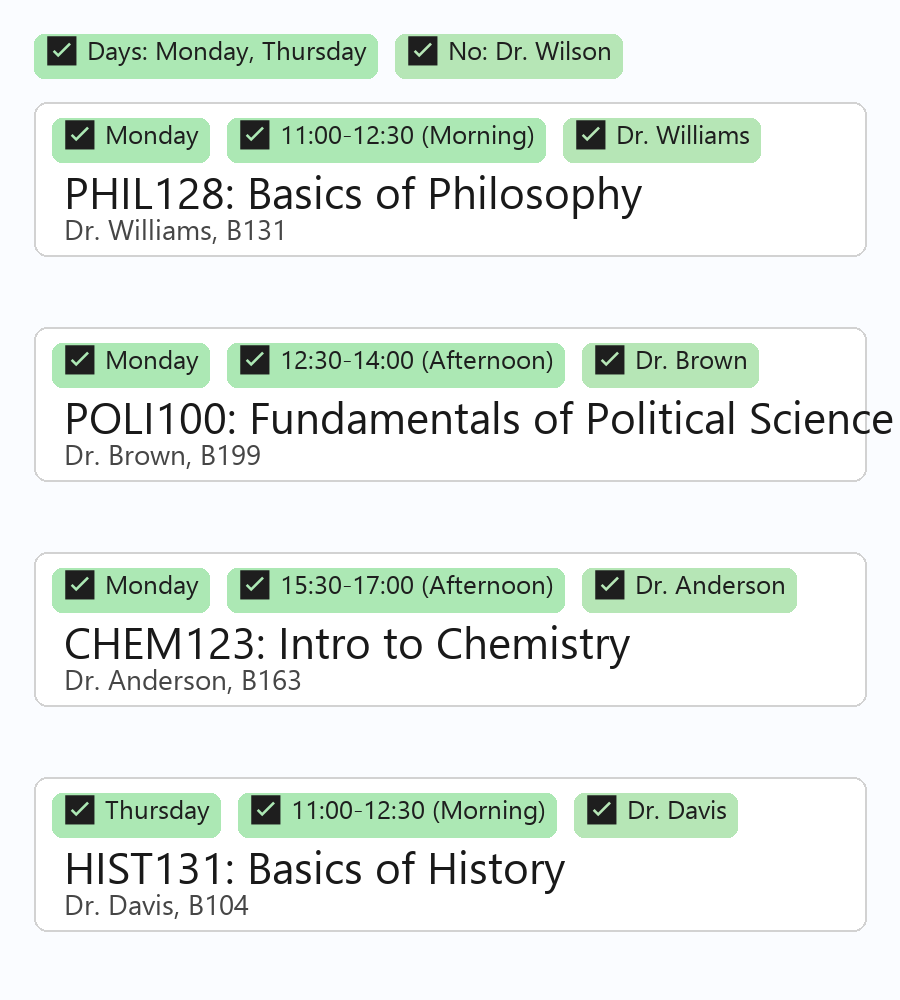 Days: Monday, Thursday No: Dr. Wilson
Monday 11:00-12:30 (Morning) Dr. Williams
PHIL128: Basics of Philosophy
Dr. Williams, B131
Monday 12:30-14:00 (Afternoon) Dr. Brown
POLI100: Fundamentals of Political Science
Dr. Brown, B199
Monday 15:30-17:00 (Afternoon) Dr. Anderson
CHEM123: Intro to Chemistry
Dr. Anderson, B163
Thursday 11:00-12:30 (Morning) Dr. Davis
HIST131: Basics of History
Dr. Davis, B104